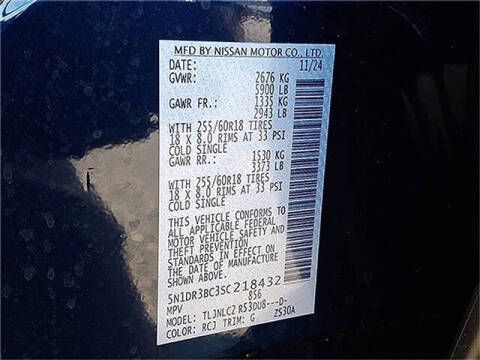 MFD BY NISSAN MOTOR CO., LTD.
DATE: 11/24
GVWR: 2676 KG
5900 LB
GAWR FR.: 1335 KG
2943 LB
WITH 255/60R18 TIRES
18 X 8.0 RIMS AT 33 PSI
COLD SINGLE
GAWR RR.: 1530 KG
3373 LB
WITH 255/60R18 TIRES
18 X 8.0 RIMS AT 33 PSI
COLD SINGLE
THIS VEHICLE CONFORMS TO
ALL APPLICABLE FEDERAL
MOTOR VEHICLE SAFETY AND
THEFT PREVENTION
STANDARDS IN EFFECT ON
THE DATE OF MANUFACTURE
SHOWN ABOVE.
5N1DR3BC3SC218432
MPV 856
MODEL: TLJNLC2 R53DU8---D-
COLOR: RCJ TRIM: G ZS30A